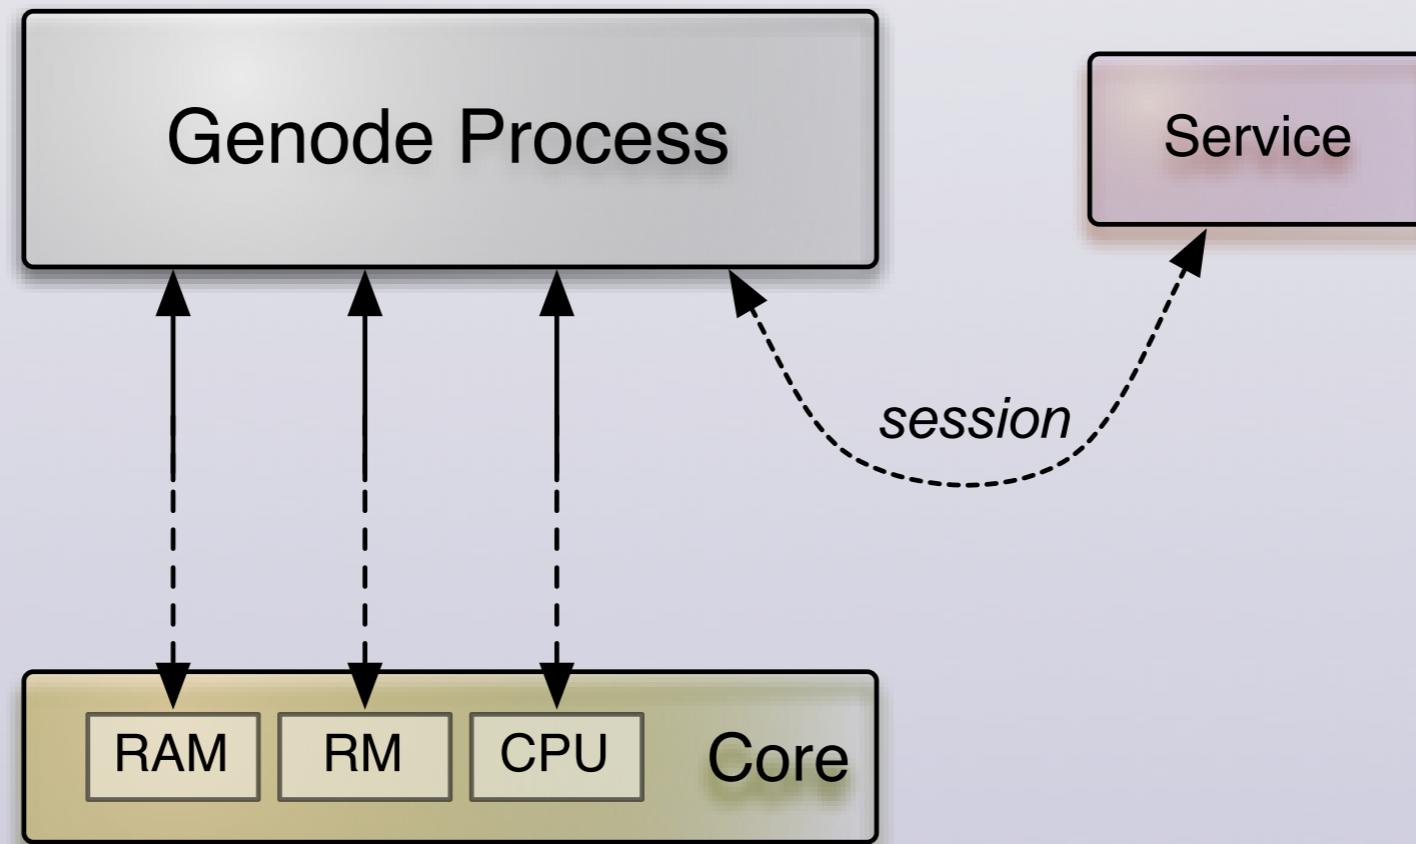 Genode Process
Service
session
RAM
RM
CPU
Core